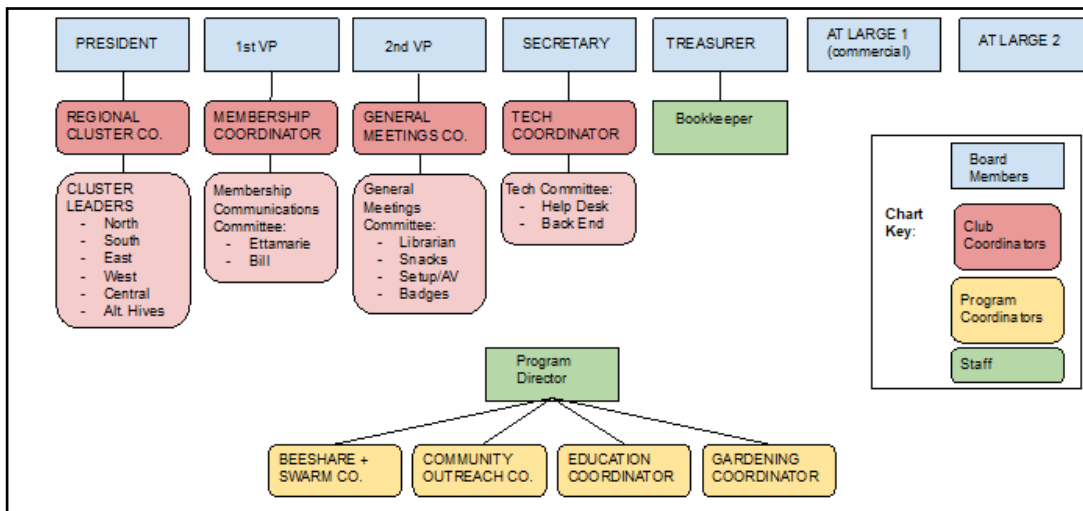 PRESIDENT
1st VP
2nd VP
SECRETARY
TREASURER
AT LARGE 1
(commercial)
AT LARGE 2
REGIONAL
CLUSTER CO.
MEMBERSHIP
COORDINATOR
GENERAL
MEETINGS CO.
TECH
COORDINATOR
Bookkeeper
CLUSTER
LEADERS
- North
- South
- East
- West
- Central
- Alt. Hives
Membership
Communications
Committee:
- Ettamarie
- Bill
General
Meetings
Committee:
- Librarian
- Snacks
- Setup/AV
- Badges
Tech Committee:
- Help Desk
- Back End
Chart
Key:
Board
Members
Club
Coordinators
Program
Coordinators
Staff
Program
Director
BEESHARE +
SWARM CO.
COMMUNITY
OUTREACH CO.
EDUCATION
COORDINATOR
GARDENING
COORDINATOR